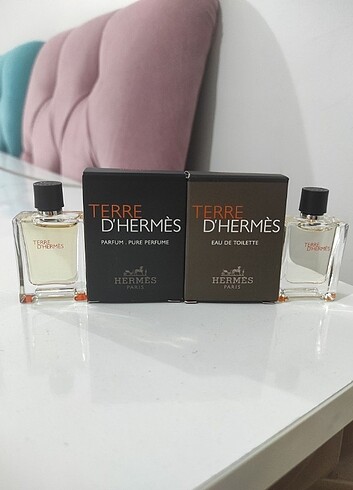 TERRE
D'HERMÈS
TERRE
D'HERMÈS
PARFUM . PURE PERFUME
HERMÈS
PARIS
TERRE
D'HERMÈS
EAU DE TOILETTE
HERMÈS
PARIS
TERRE
D'HERMÈS